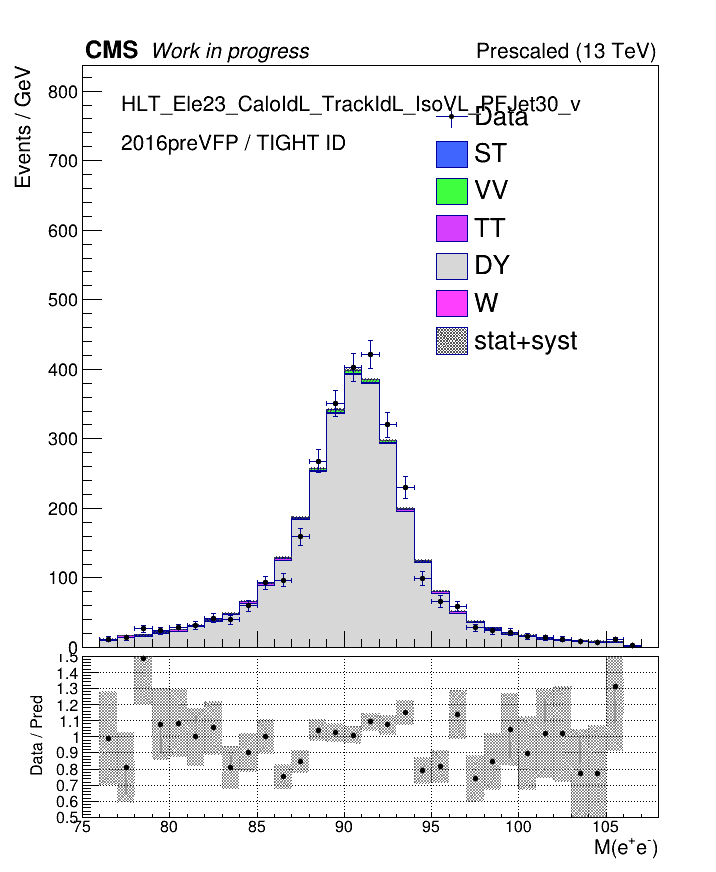 CMS Work in progress Prescaled (13 TeV)
Events / GeV
HLT_Ele23_CaloIdL_TrackIdL_IsoVL_PFJet30_v
2016preVFP / TIGHT ID
Data
ST
VV
TT
DY
W
stat+syst
800
700
600
500
400
300
200
100
0
Data / Pred
1.5
1.4
1.3
1.2
1.1
1
0.9
0.8
0.7
0.6
0.5
75 80 85 90 95 100 105
M(e⁺e⁻)